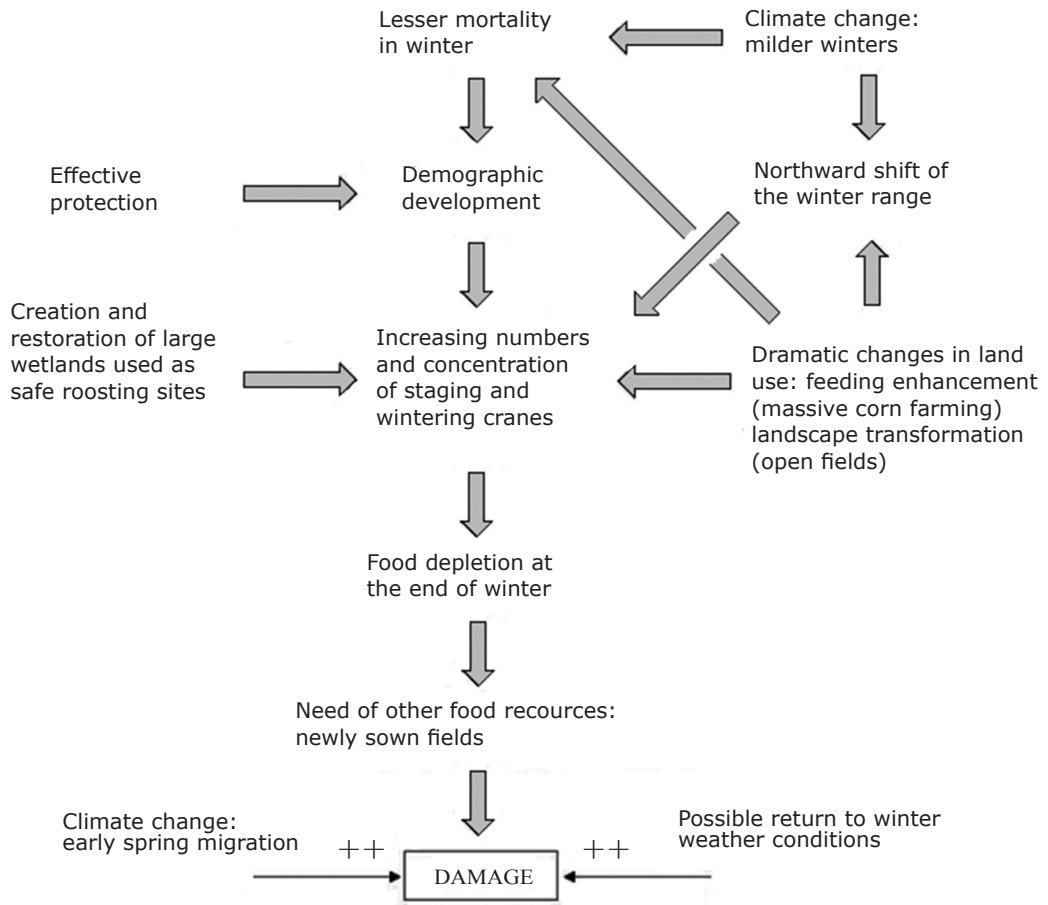 Lesser mortality
in winter
Climate change:
milder winters
Effective
protection
Demographic
development
Northward shift of
the winter range
Creation and
restoration of large
wetlands used as
safe roosting sites
Increasing numbers
and concentration
of staging and
wintering cranes
Dramatic changes in land
use: feeding enhancement
(massive corn farming)
landscape transformation
(open fields)
Food depletion at
the end of winter
Need of other food recources:
newly sown fields
Climate change:
early spring migration
++
DAMAGE
++
Possible return to winter
weather conditions